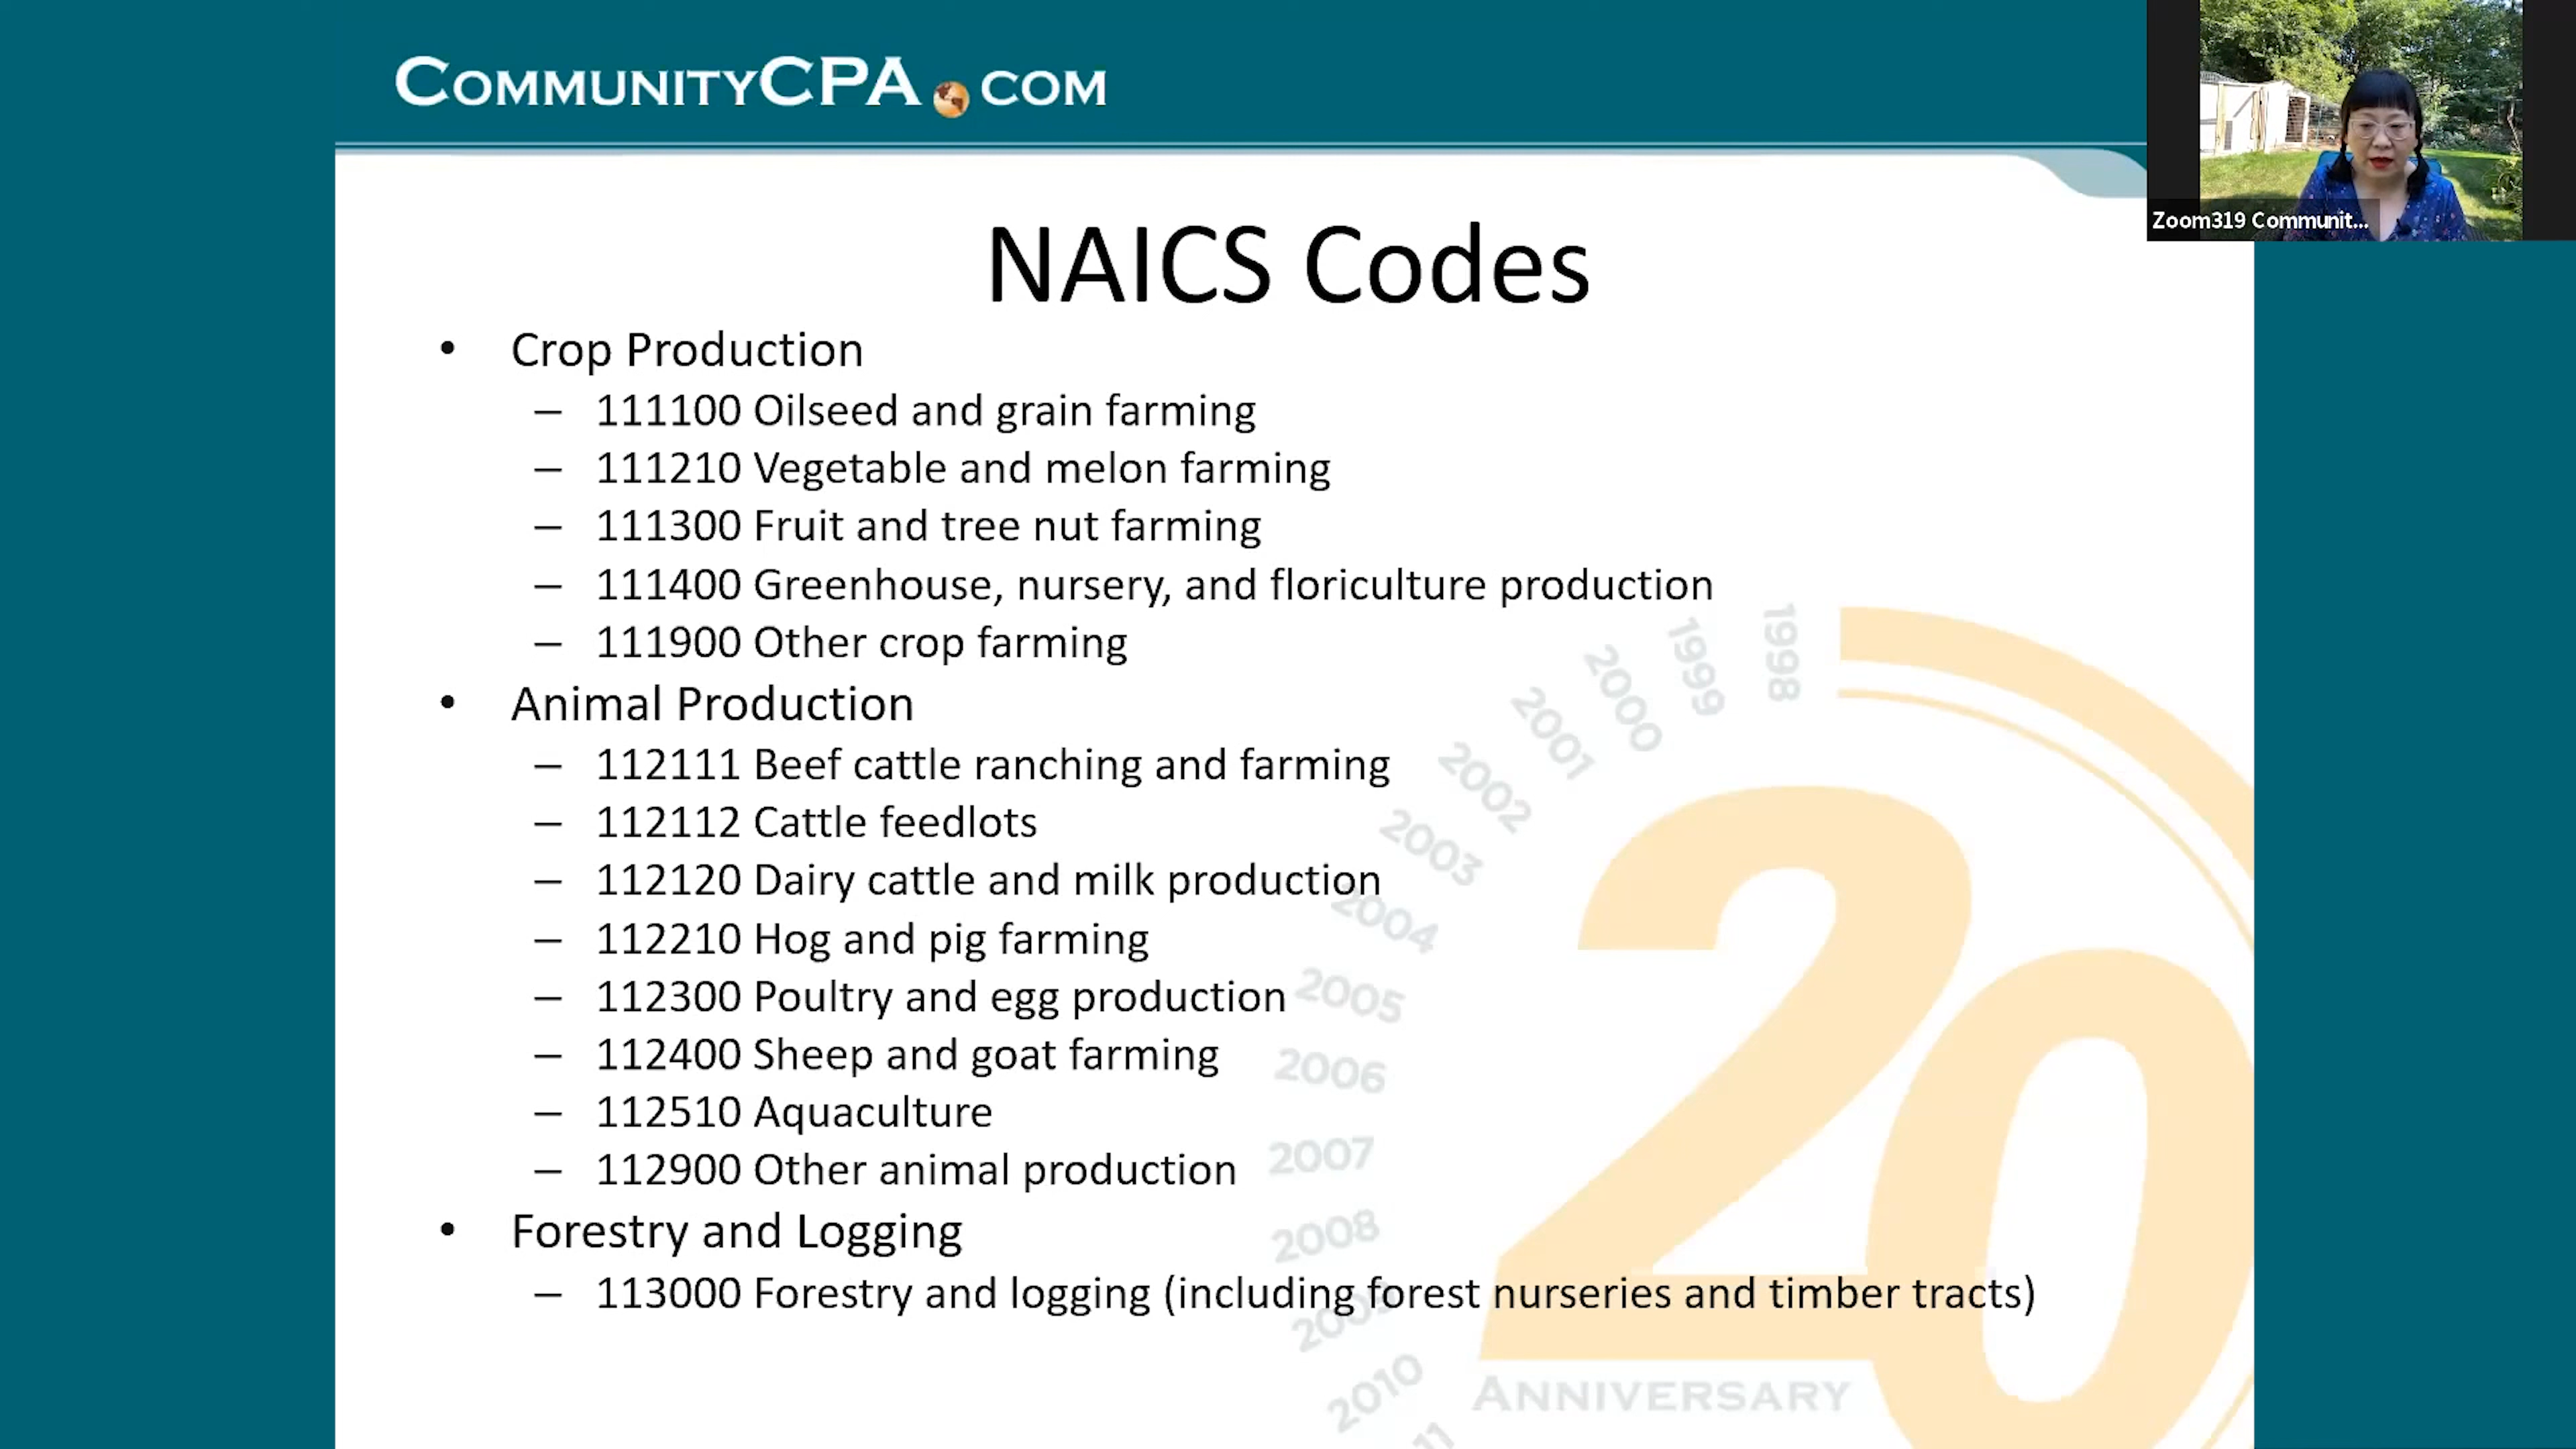 COMMUNITYCPA.COM
Zoom319 Communit...
NAICS Codes
• Crop Production
– 111100 Oilseed and grain farming
– 111210 Vegetable and melon farming
– 111300 Fruit and tree nut farming
– 111400 Greenhouse, nursery, and floriculture production
– 111900 Other crop farming
• Animal Production
– 112111 Beef cattle ranching and farming
– 112112 Cattle feedlots
– 112120 Dairy cattle and milk production
– 112210 Hog and pig farming
– 112300 Poultry and egg production
– 112400 Sheep and goat farming
– 112510 Aquaculture
– 112900 Other animal production
• Forestry and Logging
– 113000 Forestry and logging (including forest nurseries and timber tracts)
1998
1999
2000
2001
2002
2003
2004
2005
2006
2007
2008
2009
2010
20
ANNIVERSARY